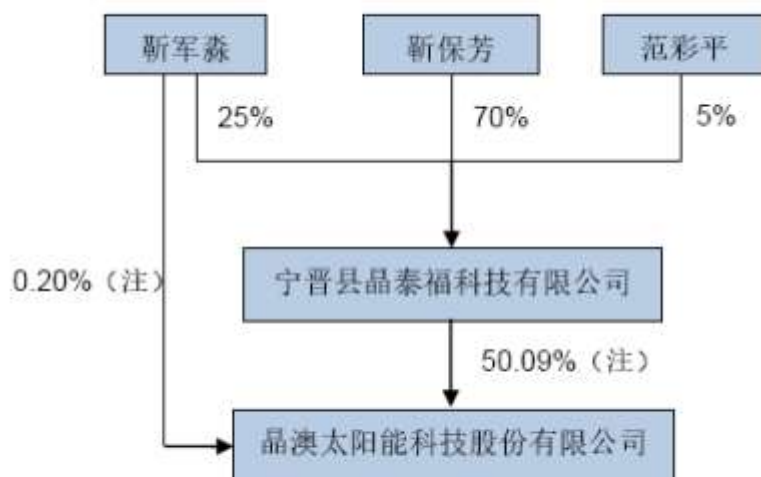 靳军淼
靳保芳
范彩平
25%
70%
5%
宁晋县晶泰福科技有限公司
0.20%（注）
50.09%（注）
晶澳太阳能科技股份有限公司